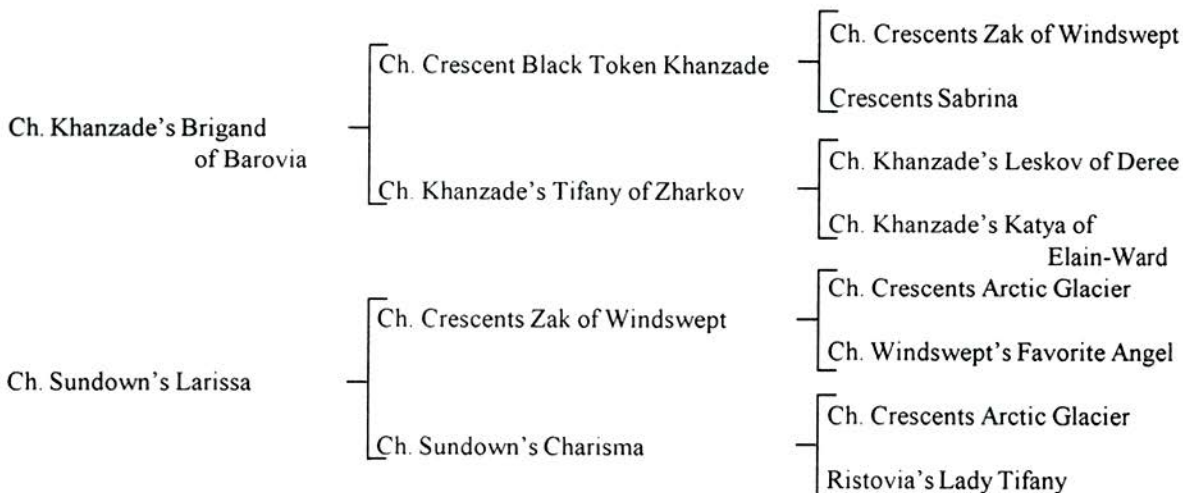 Ch. Crescents Zak of Windswept
Ch. Crescent Black Token Khanzade
Crescents Sabrina
Ch. Khanzade's Brigand
of Barovia
Ch. Khanzade's Leskov of Deree
Ch. Khanzade's Tifany of Zharkov
Ch. Khanzade's Katya of
Elain-Ward
Ch. Crescents Arctic Glacier
Ch. Crescents Zak of Windswept
Ch. Windswept's Favorite Angel
Ch. Sundown's Larissa
Ch. Crescents Arctic Glacier
Ch. Sundown's Charisma
Ristovia's Lady Tifany